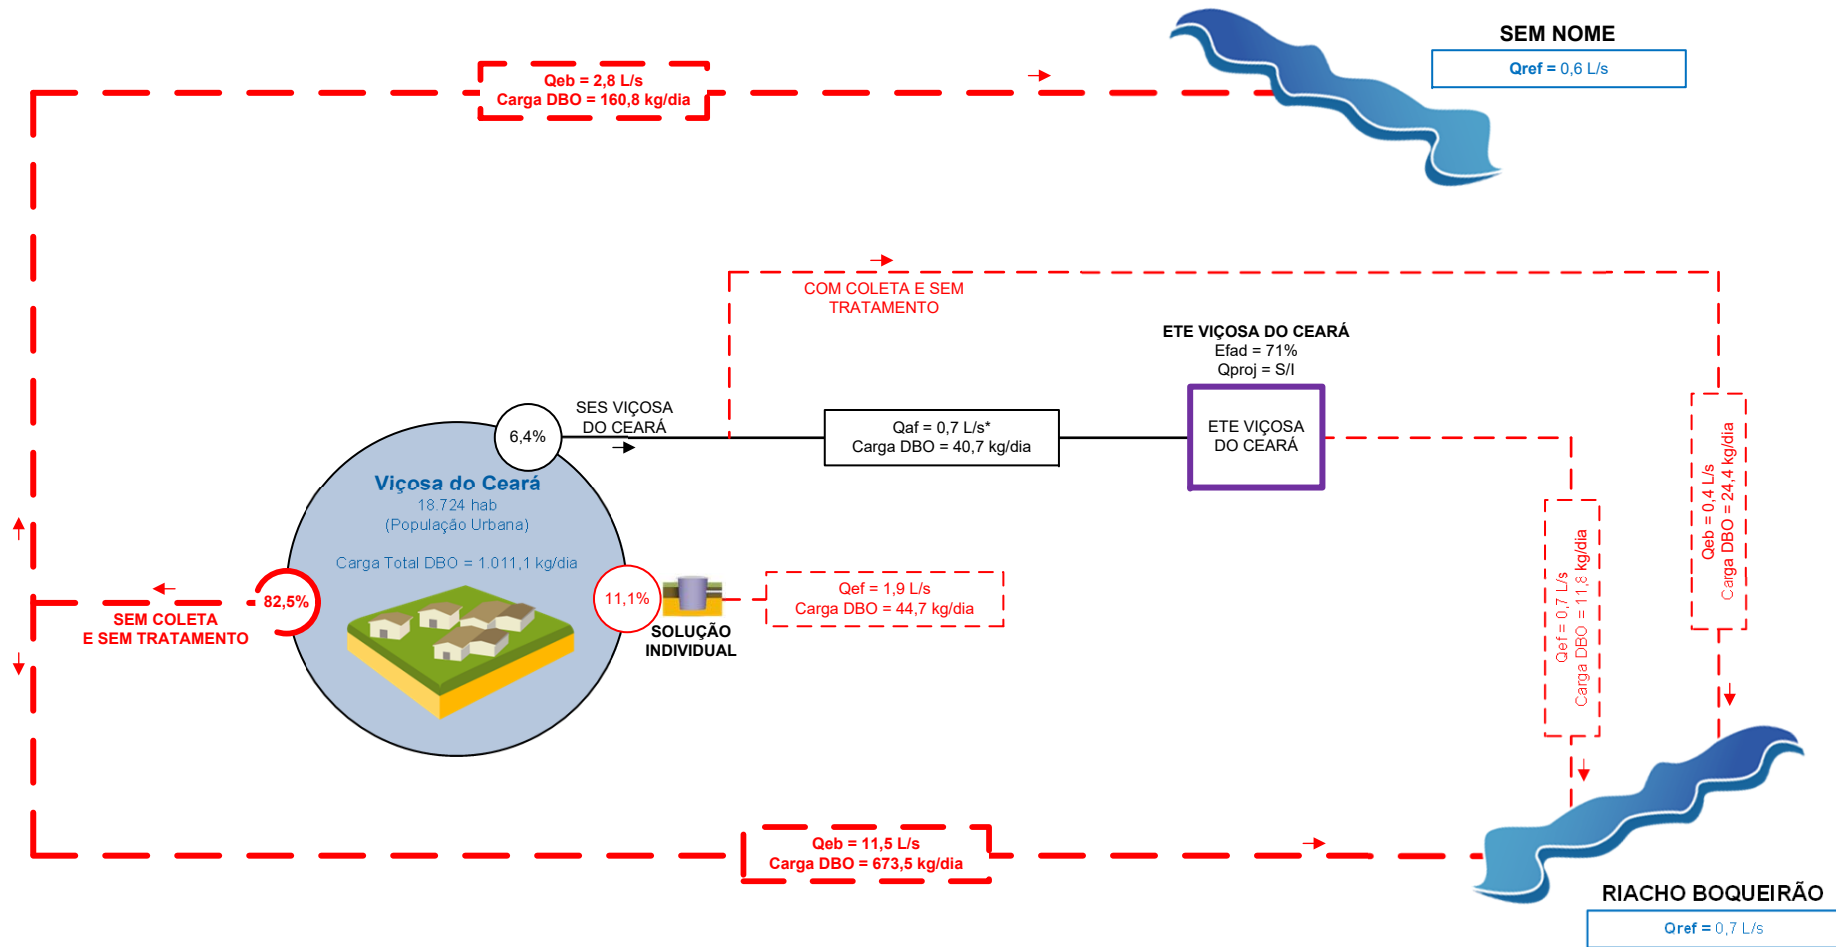 SEM NOME
Qref = 0,6 L/s
Qeb = 2,8 L/s
Carga DBO = 160,8 kg/dia
COM COLETA E SEM
TRATAMENTO
ETE VIÇOSA DO CEARÁ
Efad = 71%
Qproj = S/I
SES VIÇOSA
DO CEARÁ
6,4%
Qaf = 0,7 L/s*
Carga DBO = 40,7 kg/dia
ETE VIÇOSA
DO CEARÁ
Viçosa do Ceará
18.724 hab
(População Urbana)
Carga Total DBO = 1.011,1 kg/dia
82,5%
SEM COLETA
E SEM TRATAMENTO
11,1%
SOLUÇÃO
INDIVIDUAL
Qef = 1,9 L/s
Carga DBO = 44,7 kg/dia
Qef = 0,7 L/s
Carga DBO = 11,8 kg/dia
Qeb = 0,4 L/s
Carga DBO = 24,4 kg/dia
Qeb = 11,5 L/s
Carga DBO = 673,5 kg/dia
RIACHO BOQUEIRÃO
Qref = 0,7 L/s